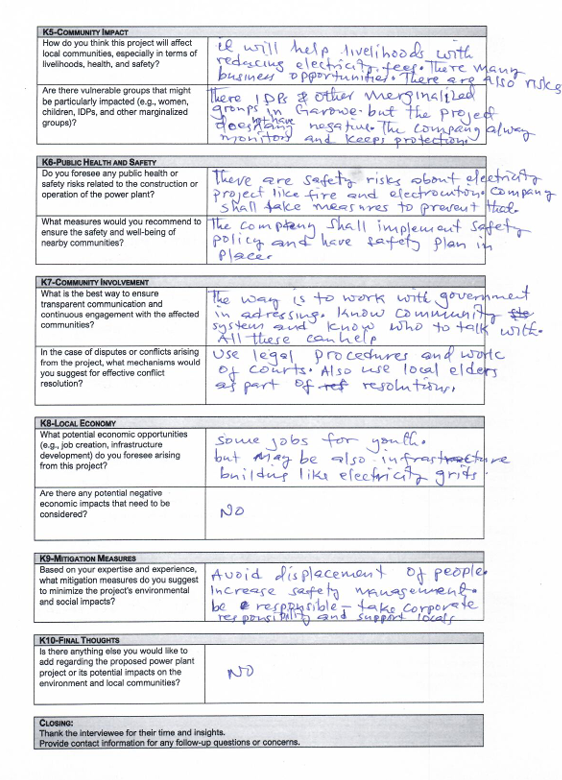 K5-COMMUNITY IMPACT
How do you think this project will affect
local communities, especially in terms of
livelihoods, health, and safety?
it will help livelihoods with
redusing electricity fees. There many
business opportunities. There are also risks
Are there vulnerable groups that might
be particularly impacted (e.g., women,
children, IDPs, and other marginalized
groups)?
there IDPs & other marginalized
groups in Garowe. but the project
does not have negative. The company alway
monitors and keeps protection.
K6-PUBLIC HEALTH AND SAFETY
Do you foresee any public health or
safety risks related to the construction or
operation of the power plant?
There are safety risks about electricity
project like fire and electrocution. Company
shall take measures to prevent that.
What measures would you recommend to
ensure the safety and well-being of
nearby communities?
The company shall implement safety
policy and have safety plan in
place.
K7-COMMUNITY INVOLVEMENT
What is the best way to ensure
transparent communication and
continuous engagement with the affected
communities?
The way is to work with government
in adressing. Know community
system and know who to talk with.
All these can help
In the case of disputes or conflicts arising
from the project, what mechanisms would
you suggest for effective conflict
resolution?
Use legal procedures and work
of courts. Also use local elders
as part of resolutions.
K8-LOCAL ECONOMY
What potential economic opportunities
(e.g., job creation, infrastructure
development) do you foresee arising
from this project?
some jobs for youth.
but may be also infrastructure
building like electricity grits.
Are there any potential negative
economic impacts that need to be
considered?
NO
K9-MITIGATION MEASURES
Based on your expertise and experience,
what mitigation measures do you suggest
to minimize the project's environmental
and social impacts?
Avoid displacement of people.
Increase safety management.
be responsible - take corporate
responsibility and support locals
K10-FINAL THOUGHTS
Is there anything else you would like to
add regarding the proposed power plant
project or its potential impacts on the
environment and local communities?
NO
CLOSING:
Thank the interviewee for their time and insights.
Provide contact information for any follow-up questions or concerns.